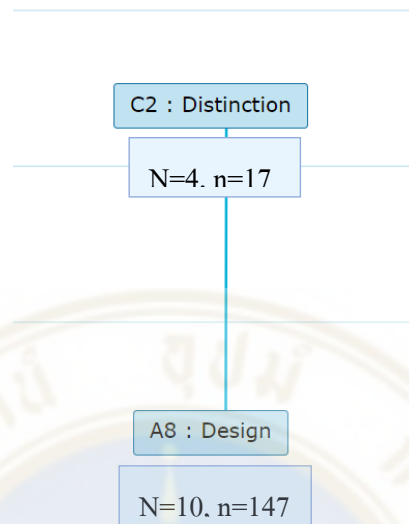 C2 : Distinction
N=4, n=17
A8 : Design
N=10, n=147